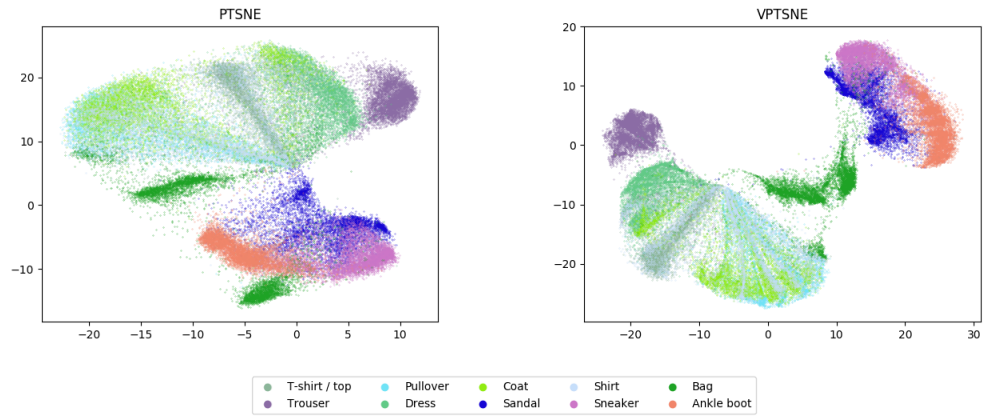 PTSNE
VPTSNE
20
10
0
−10
−20 −15 −10 −5 0 5 10
20
10
0
−10
−20
−20 −10 0 10 20 30
T-shirt / top Pullover Coat Shirt Bag
Trouser Dress Sandal Sneaker Ankle boot